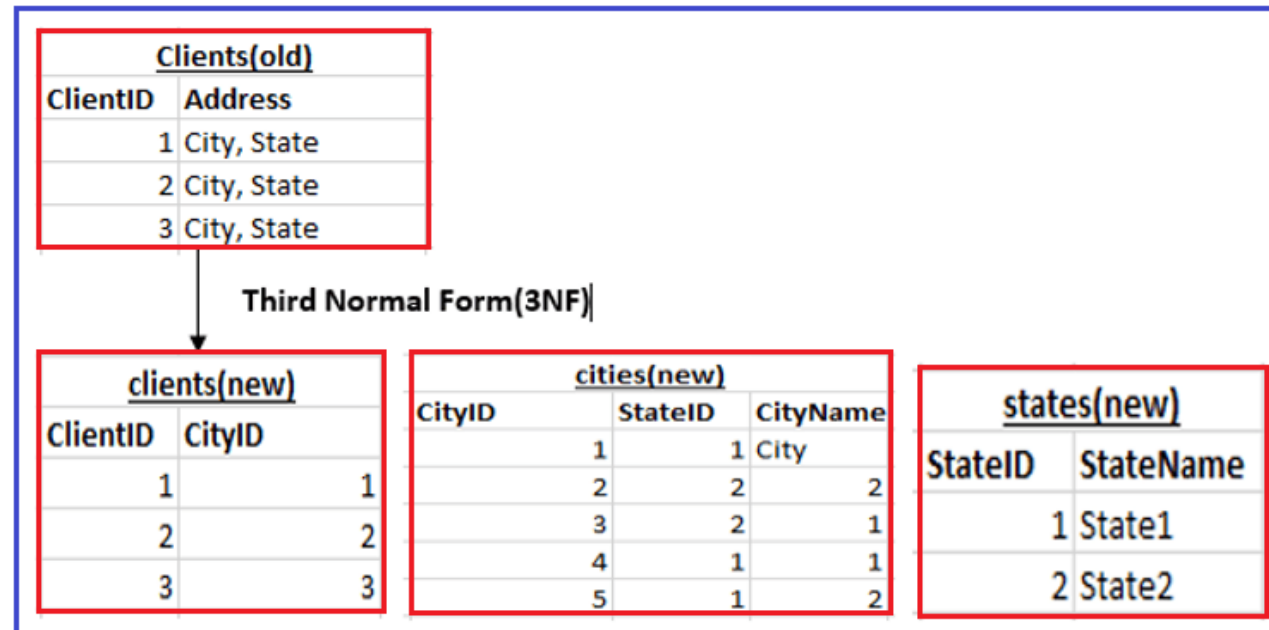 Clients(old)
ClientID Address
1 City, State
2 City, State
3 City, State
Third Normal Form(3NF)
clients(new)
ClientID CityID
1 1
2 2
3 3
cities(new)
CityID StateID CityName
1 1 City
2 2 2
3 2 1
4 1 1
5 1 2
states(new)
StateID StateName
1 State1
2 State2